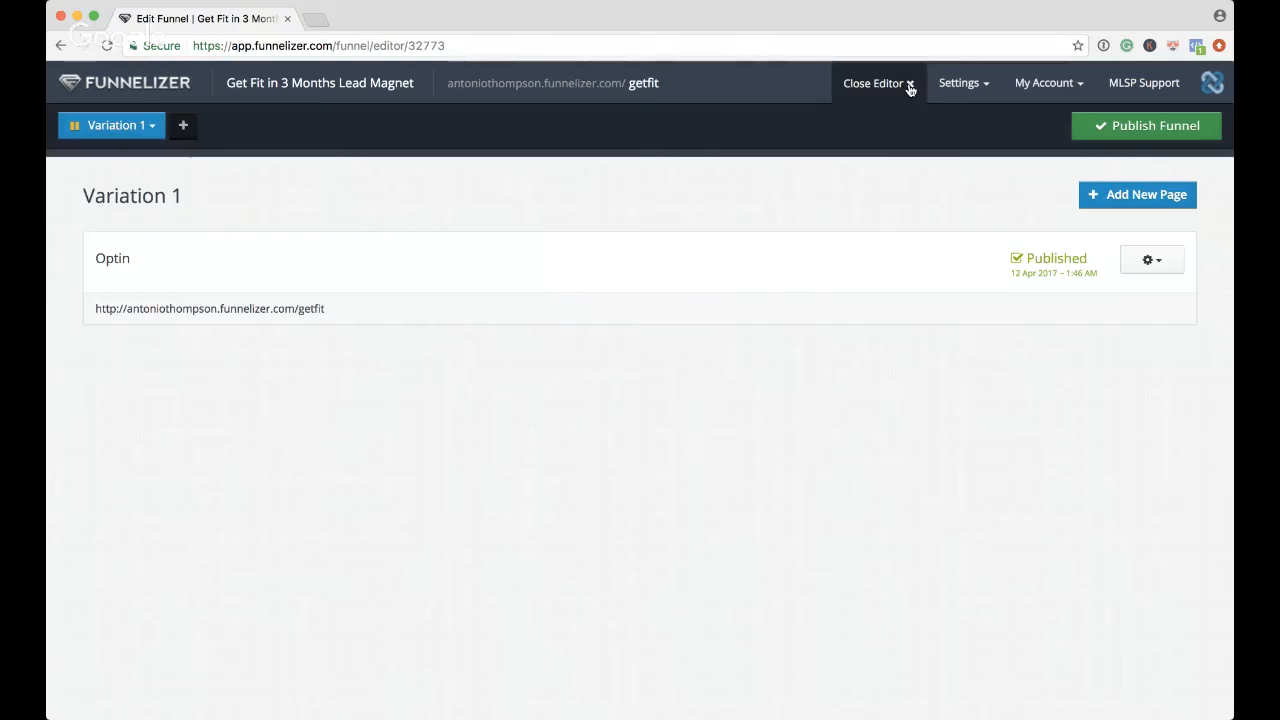 Edit Funnel | Get Fit in 3 Month
Google
Secure https://app.funnelizer.com/funnel/editor/32773
FUNNELIZER Get Fit in 3 Months Lead Magnet antoniothompson.funnelizer.com/ getfit Close Editor Settings My Account MLSP Support
Variation 1 + Publish Funnel
Variation 1 + Add New Page
Optin Published
12 Apr 2017 – 1:46 AM
http://antoniothompson.funnelizer.com/getfit